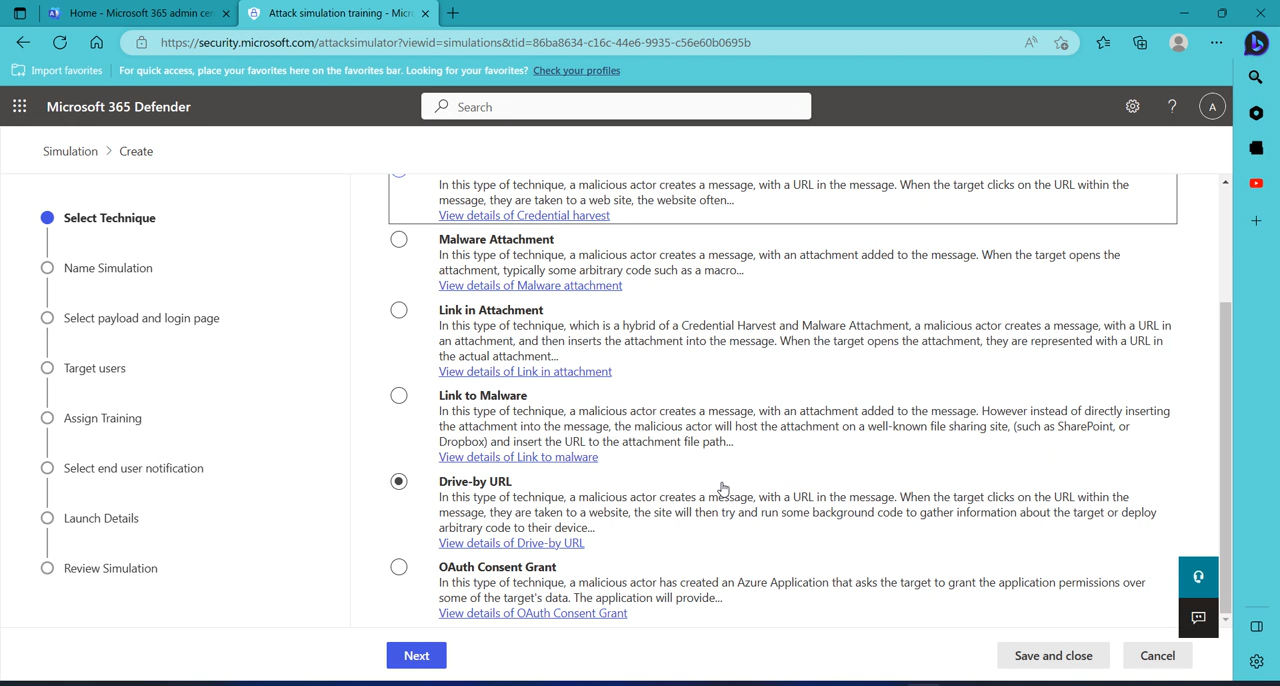 Home - Microsoft 365 admin cen
Attack simulation training - Micr
https://security.microsoft.com/attacksimulator?viewid=simulations&tid=86ba8634-c16c-44e6-9935-c56e60b0695b
Import favorites
For quick access, place your favorites here on the favorites bar. Looking for your favorites? Check your profiles
Microsoft 365 Defender
Search
?
A
Simulation > Create
Select Technique
Name Simulation
Select payload and login page
Target users
Assign Training
Select end user notification
Launch Details
Review Simulation
In this type of technique, a malicious actor creates a message, with a URL in the message. When the target clicks on the URL within the
message, they are taken to a web site, the website often...
View details of Credential harvest
Malware Attachment
In this type of technique, a malicious actor creates a message, with an attachment added to the message. When the target opens the
attachment, typically some arbitrary code such as a macro...
View details of Malware attachment
Link in Attachment
In this type of technique, which is a hybrid of a Credential Harvest and Malware Attachment, a malicious actor creates a message, with a URL in
an attachment, and then inserts the attachment into the message. When the target opens the attachment, they are represented with a URL in
the actual attachment...
View details of Link in attachment
Link to Malware
In this type of technique, a malicious actor creates a message, with an attachment added to the message. However instead of directly inserting
the attachment into the message, the malicious actor will host the attachment on a well-known file sharing site, (such as SharePoint, or
Dropbox) and insert the URL to the attachment file path...
View details of Link to malware
Drive-by URL
In this type of technique, a malicious actor creates a message, with a URL in the message. When the target clicks on the URL within the
message, they are taken to a website, the site will then try and run some background code to gather information about the target or deploy
arbitrary code to their device...
View details of Drive-by URL
OAuth Consent Grant
In this type of technique, a malicious actor has created an Azure Application that asks the target to grant the application permissions over
some of the target's data. The application will provide...
View details of OAuth Consent Grant
Next
Save and close
Cancel